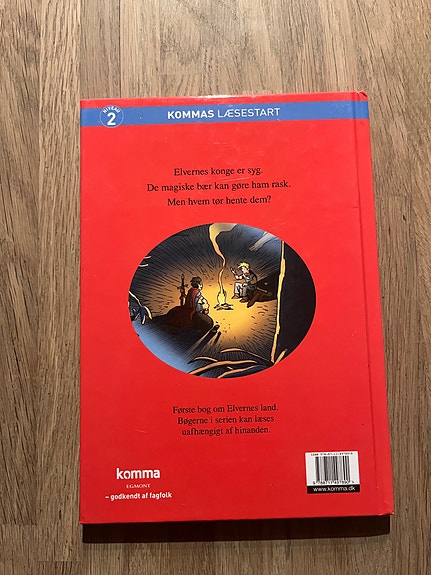 NIVEAU
2
KOMMAS LÆSESTART
Elvernes konge er syg.
De magiske bær kan gøre ham rask.
Men hvem tør hente dem?
Første bog om Elvernes land.
Bøgerne i serien kan læses
uafhængigt af hinanden.
komma
EGMONT
– godkendt af fagfolk
www.komma.dk